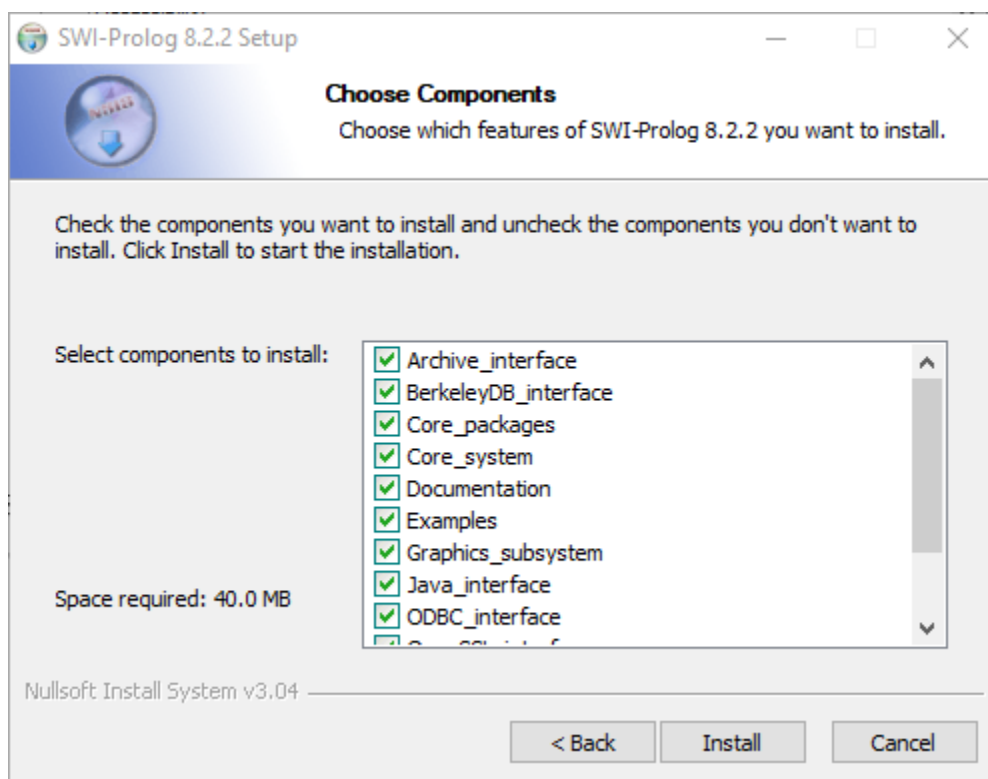 SWI-Prolog 8.2.2 Setup
Choose Components
Choose which features of SWI-Prolog 8.2.2 you want to install.
Check the components you want to install and uncheck the components you don't want to
install. Click Install to start the installation.
Select components to install:
Archive_interface
BerkeleyDB_interface
Core_packages
Core_system
Documentation
Examples
Graphics_subsystem
Java_interface
ODBC_interface
Space required: 40.0 MB
Nullsoft Install System v3.04
< Back
Install
Cancel